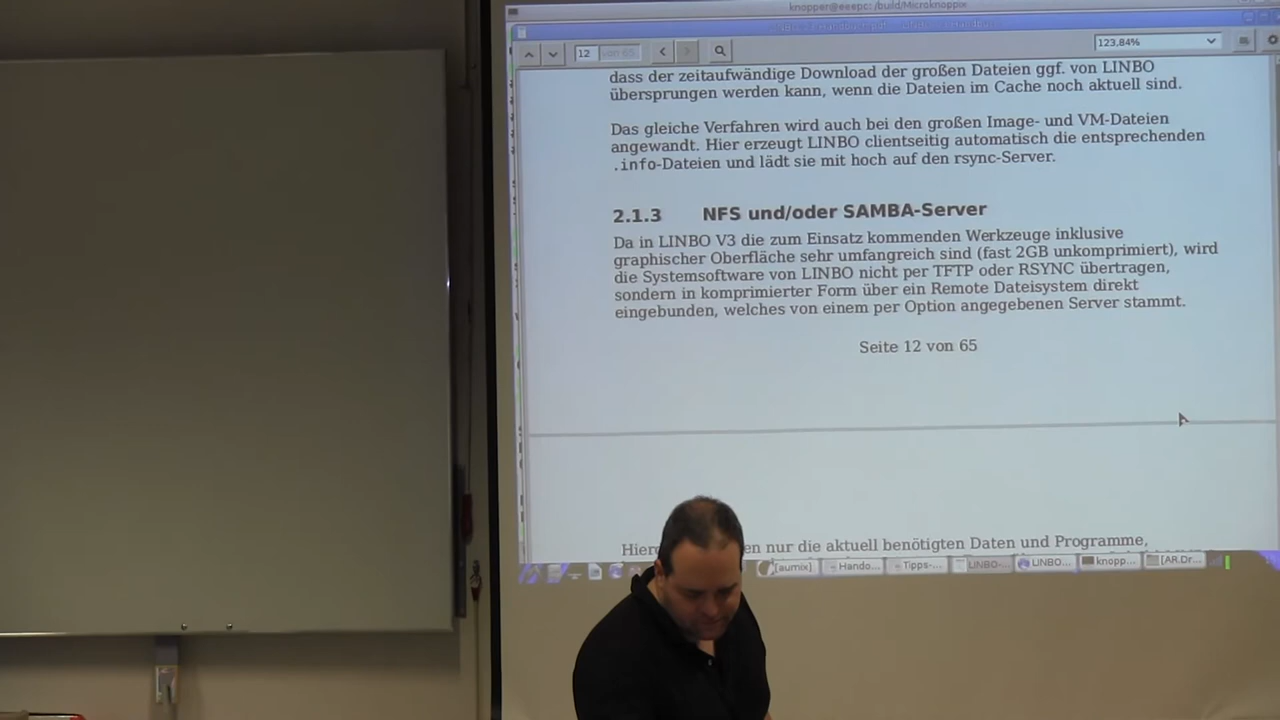 knopper@eeepc: /build/Microknoppix
12 von 65
123,84%
dass der zeitaufwändige Download der großen Dateien ggf. von LINBO
übersprungen werden kann, wenn die Dateien im Cache noch aktuell sind.
Das gleiche Verfahren wird auch bei den großen Image- und VM-Dateien
angewandt. Hier erzeugt LINBO clientseitig automatisch die entsprechenden
.info-Dateien und lädt sie mit hoch auf den rsync-Server.
2.1.3 NFS und/oder SAMBA-Server
Da in LINBO V3 die zum Einsatz kommenden Werkzeuge inklusive
graphischer Oberfläche sehr umfangreich sind (fast 2GB unkomprimiert), wird
die Systemsoftware von LINBO nicht per TFTP oder RSYNC übertragen,
sondern in komprimierter Form über ein Remote Dateisystem direkt
eingebunden, welches von einem per Option angegebenen Server stammt.
Seite 12 von 65
nur die aktuell benötigten Daten und Programme,
[aumix] Hando... Tipps-... LINBO-... LINBO... knopp... [AR.Dr...